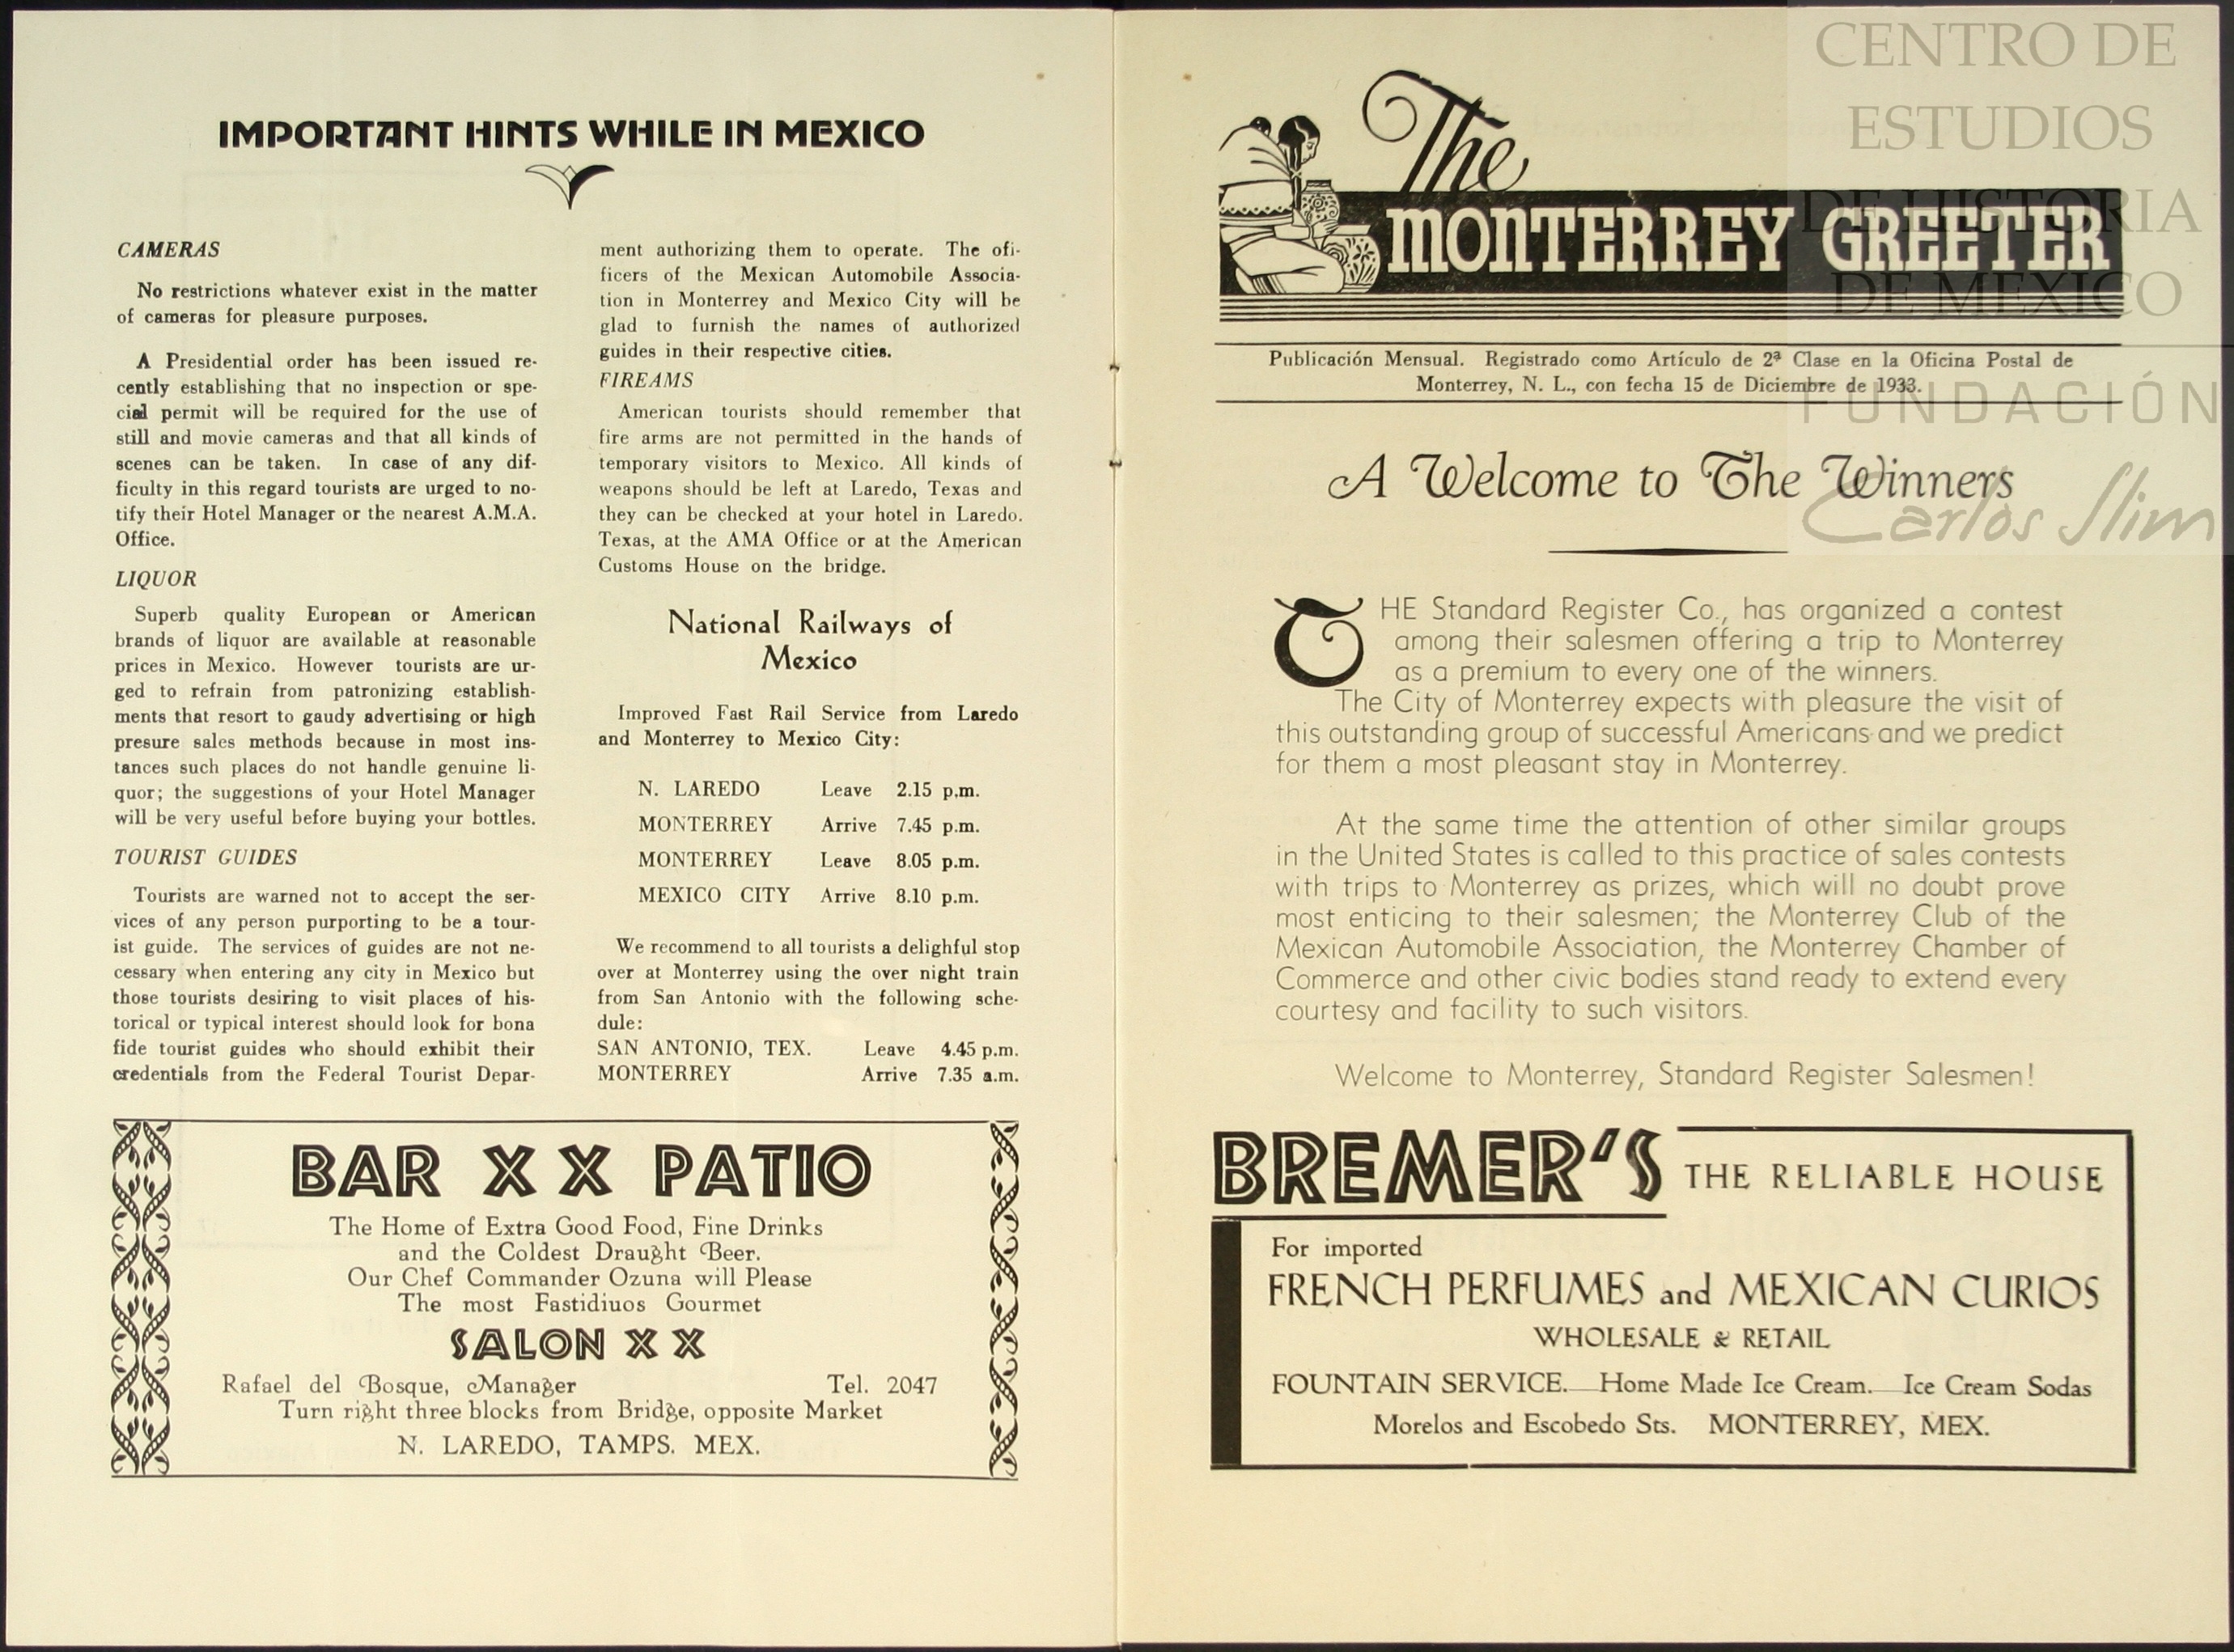 IMPORTANT HINTS WHILE IN MEXICO
CAMERAS
No restrictions whatever exist in the matter
of cameras for pleasure purposes.
A Presidential order has been issued re-
cently establishing that no inspection or spe-
cial permit will be required for the use of
still and movie cameras and that all kinds of
scenes can be taken. In case of any dif-
ficulty in this regard tourists are urged to no-
tify their Hotel Manager or the nearest A.M.A.
Office.
LIQUOR
Superb quality European or American
brands of liquor are available at reasonable
prices in Mexico. However tourists are ur-
ged to refrain from patronizing establish-
ments that resort to gaudy advertising or high
presure sales methods because in most ins-
tances such places do not handle genuine li-
quor; the suggestions of your Hotel Manager
will be very useful before buying your bottles.
TOURIST GUIDES
Tourists are warned not to accept the ser-
vices of any person purporting to be a tour-
ist guide. The services of guides are not ne-
cessary when entering any city in Mexico but
those tourists desiring to visit places of his-
torical or typical interest should look for bona
fide tourist guides who should exhibit their
credentials from the Federal Tourist Depar-
ment authorizing them to operate. The ofi-
ficers of the Mexican Automobile Associa-
tion in Monterrey and Mexico City will be
glad to furnish the names of authorized
guides in their respective cities.
FIREAMS
American tourists should remember that
fire arms are not permitted in the hands of
temporary visitors to Mexico. All kinds of
weapons should be left at Laredo, Texas and
they can be checked at your hotel in Laredo.
Texas, at the AMA Office or at the American
Customs House on the bridge.
National Railways of
Mexico
Improved Fast Rail Service from Laredo
and Monterrey to Mexico City:
N. LAREDO Leave 2.15 p.m.
MONTERREY Arrive 7.45 p.m.
MONTERREY Leave 8.05 p.m.
MEXICO CITY Arrive 8.10 p.m.
We recommend to all tourists a delighful stop
over at Monterrey using the over night train
from San Antonio with the following sche-
dule:
SAN ANTONIO, TEX. Leave 4.45 p.m.
MONTERREY Arrive 7.35 a.m.
BAR X X PATIO
The Home of Extra Good Food, Fine Drinks
and the Coldest Draught Beer.
Our Chef Commander Ozuna will Please
The most Fastidiuos Gourmet
SALON X X
Rafael del Bosque, Manager Tel. 2047
Turn right three blocks from Bridge, opposite Market
N. LAREDO, TAMPS. MEX.
The
MONTERREY GREETER
Publicación Mensual. Registrado como Artículo de 2ª Clase en la Oficina Postal de
Monterrey, N. L., con fecha 15 de Diciembre de 1933.
A Welcome to The Winners
THE Standard Register Co., has organized a contest
among their salesmen offering a trip to Monterrey
as a premium to every one of the winners.
The City of Monterrey expects with pleasure the visit of
this outstanding group of successful Americans and we predict
for them a most pleasant stay in Monterrey.
At the same time the attention of other similar groups
in the United States is called to this practice of sales contests
with trips to Monterrey as prizes, which will no doubt prove
most enticing to their salesmen; the Monterrey Club of the
Mexican Automobile Association, the Monterrey Chamber of
Commerce and other civic bodies stand ready to extend every
courtesy and facility to such visitors.
Welcome to Monterrey, Standard Register Salesmen!
BREMER'S THE RELIABLE HOUSE
For imported
FRENCH PERFUMES and MEXICAN CURIOS
WHOLESALE & RETAIL
FOUNTAIN SERVICE.—Home Made Ice Cream.—Ice Cream Sodas
Morelos and Escobedo Sts. MONTERREY, MEX.
CENTRO DE
ESTUDIOS
DE HISTORIA
DE MEXICO
FUNDACIÓN
Carlos Slim